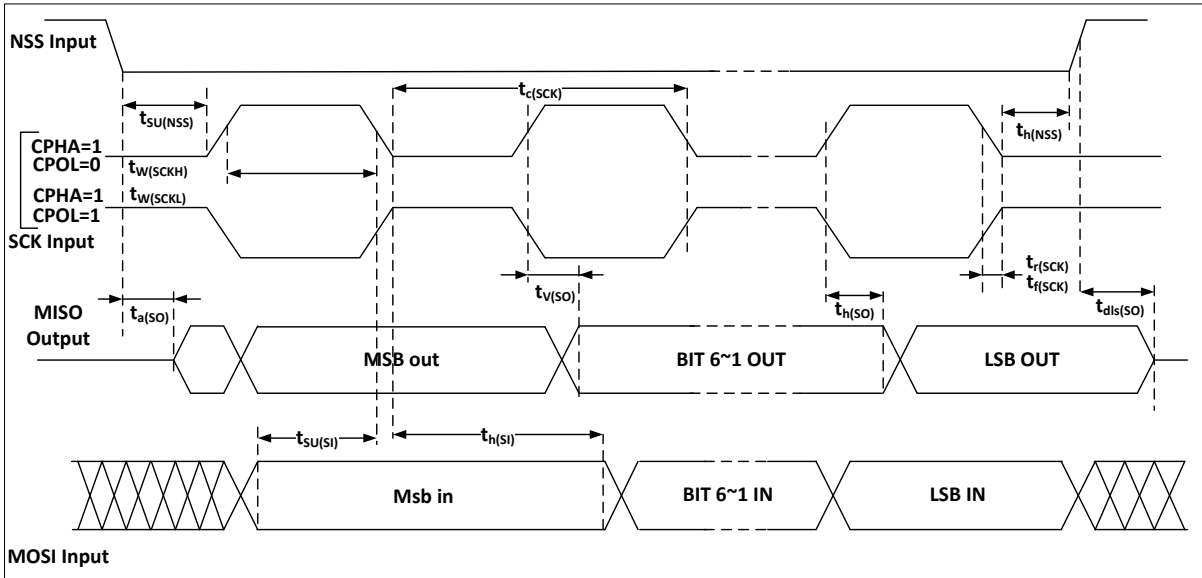 NSS Input
tc(SCK)
tSU(NSS)
th(NSS)
CPHA=1
CPOL=0
tW(SCKH)
CPHA=1
CPOL=1
tW(SCKL)
SCK Input
tr(SCK)
tf(SCK)
ta(SO)
tV(SO)
th(SO)
tdIs(SO)
MISO
Output
MSB out
BIT 6~1 OUT
LSB OUT
tSU(SI)
th(SI)
Msb in
BIT 6~1 IN
LSB IN
MOSI Input